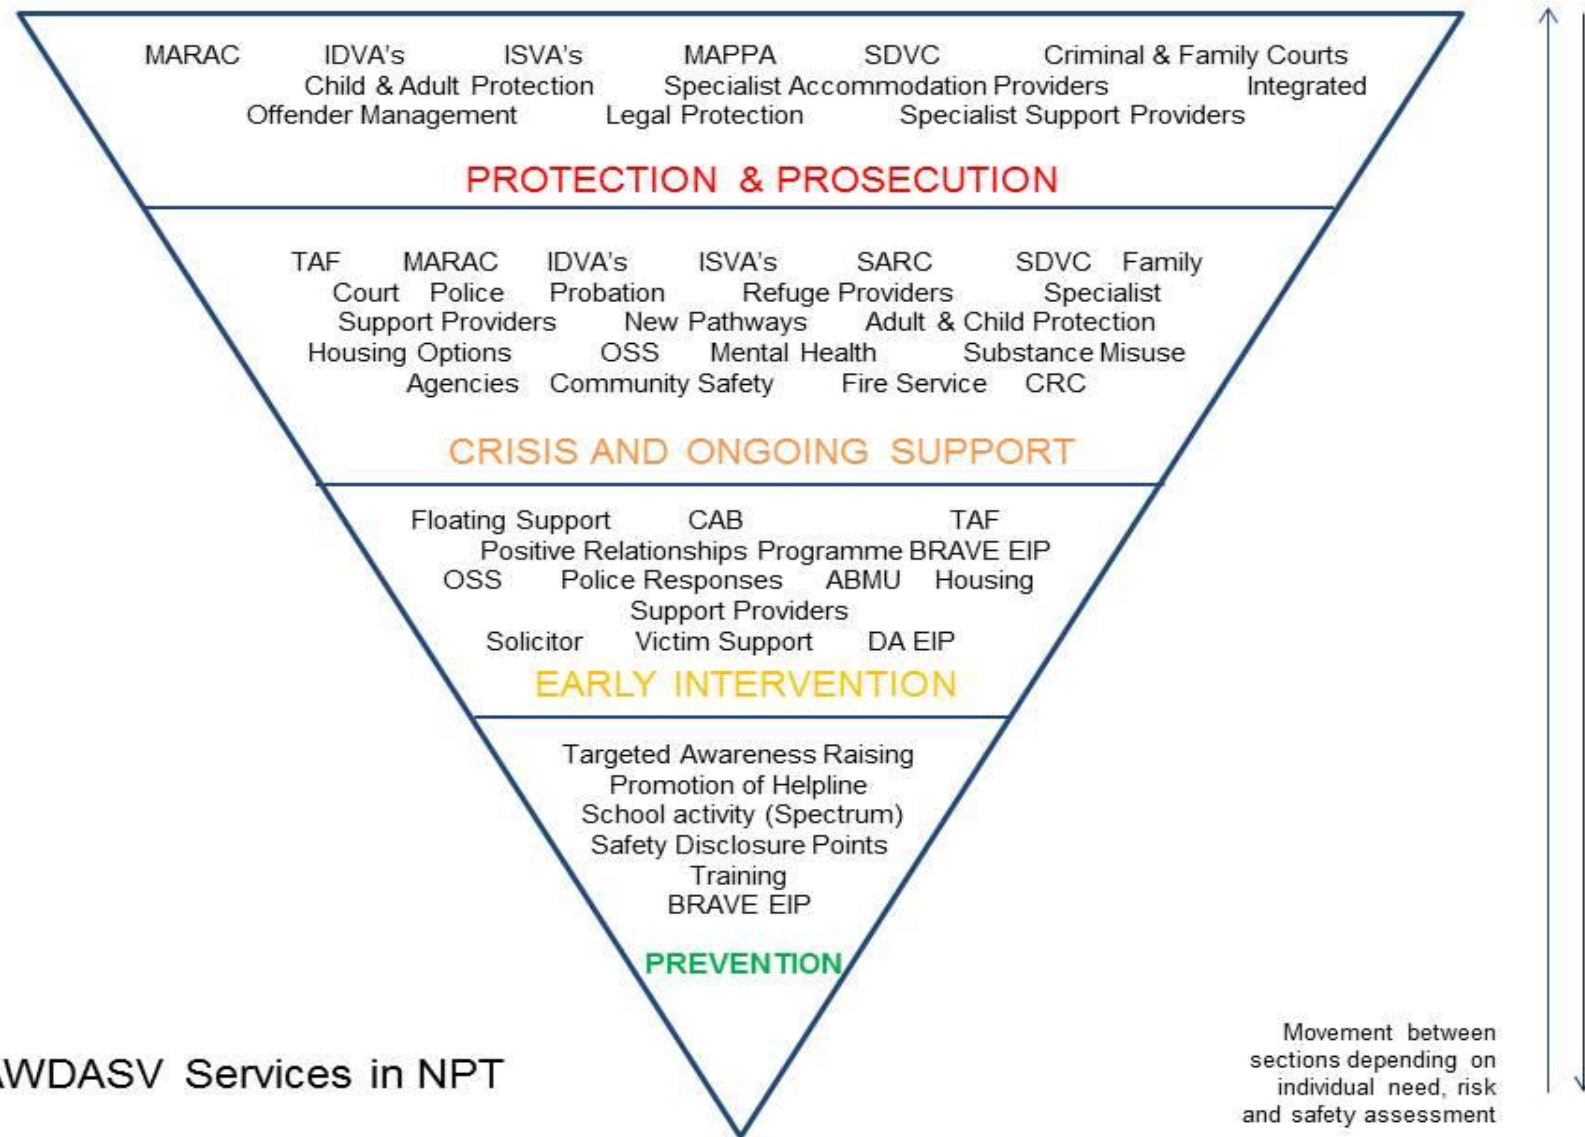 MARAC IDVA's ISVA's MAPPA SDVC Criminal & Family Courts
Child & Adult Protection Specialist Accommodation Providers Integrated
Offender Management Legal Protection Specialist Support Providers
PROTECTION & PROSECUTION
TAF MARAC IDVA's ISVA's SARC SDVC Family
Court Police Probation Refuge Providers Specialist
Support Providers New Pathways Adult & Child Protection
Housing Options OSS Mental Health Substance Misuse
Agencies Community Safety Fire Service CRC
CRISIS AND ONGOING SUPPORT
Floating Support CAB TAF
Positive Relationships Programme BRAVE EIP
OSS Police Responses ABMU Housing
Support Providers
Solicitor Victim Support DA EIP
EARLY INTERVENTION
Targeted Awareness Raising
Promotion of Helpline
School activity (Spectrum)
Safety Disclosure Points
Training
BRAVE EIP
PREVENTION
AWDASV Services in NPT
Movement between
sections depending on
individual need, risk
and safety assessment